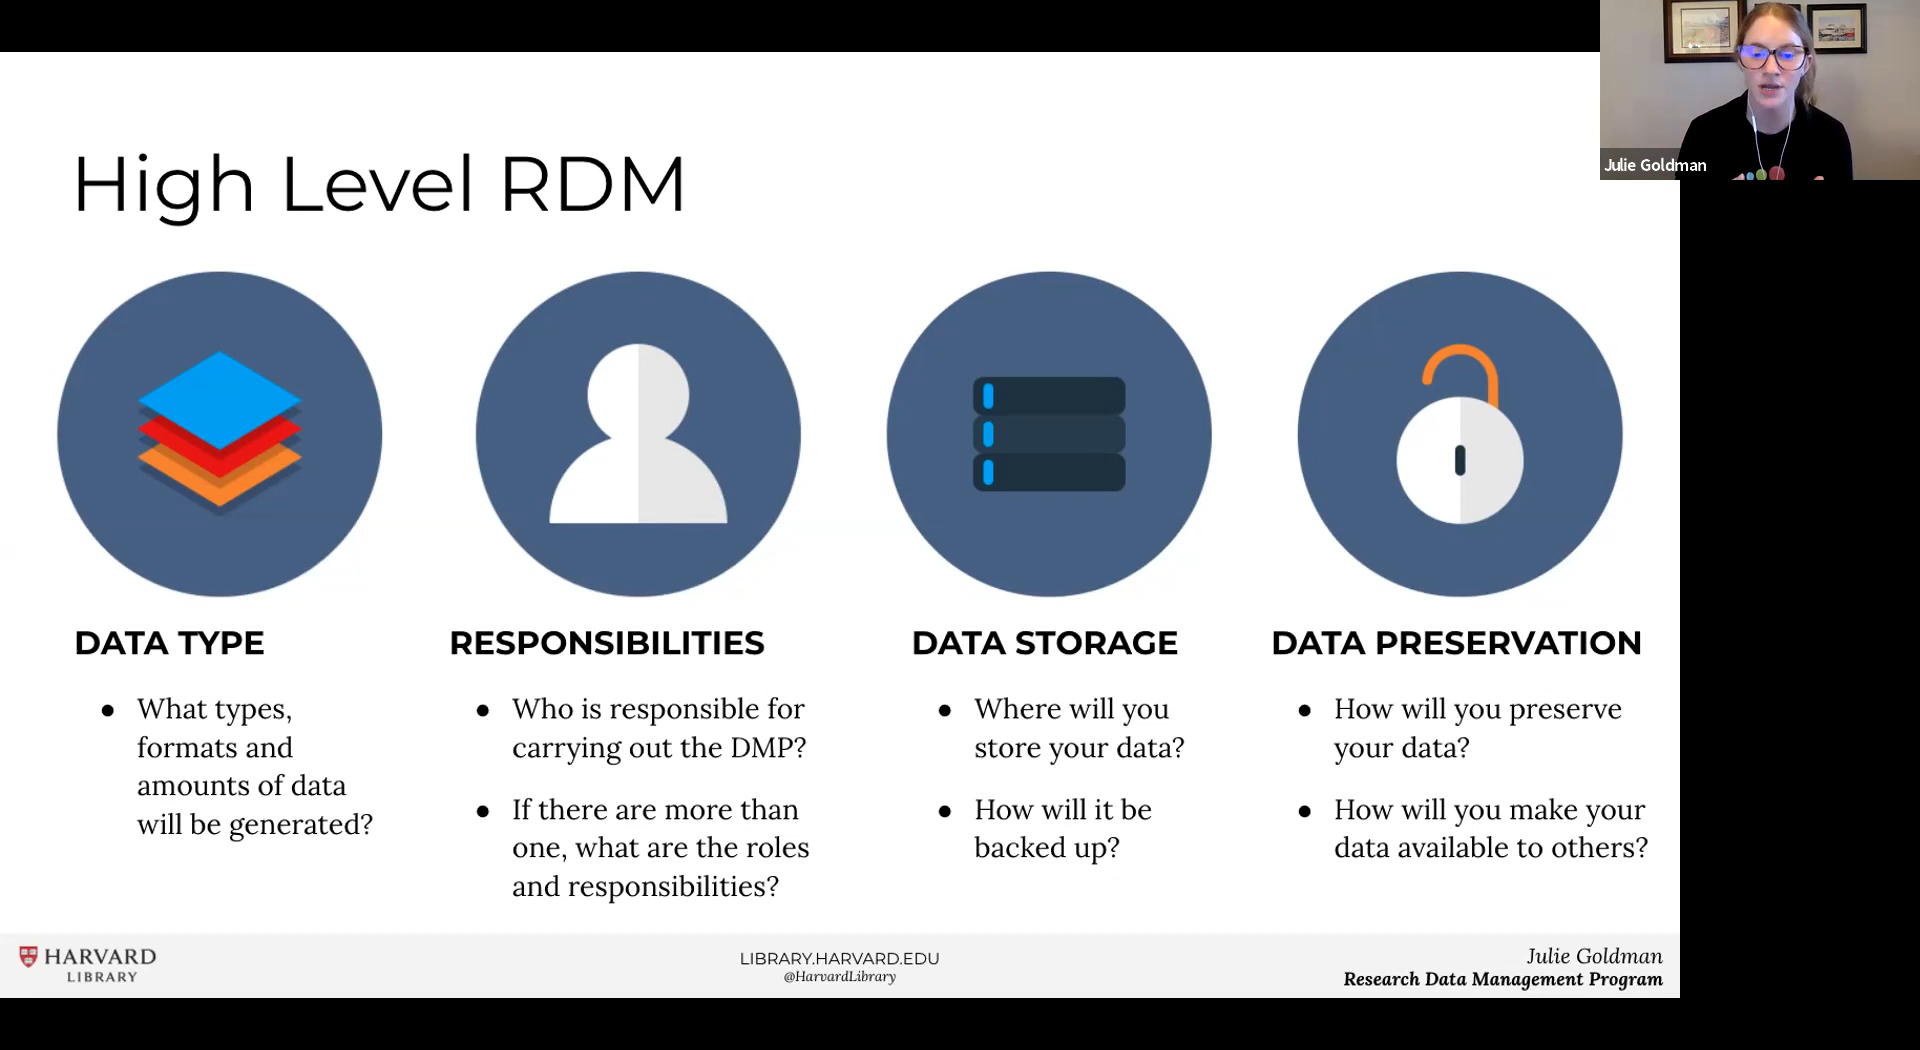 Julie Goldman
High Level RDM
DATA TYPE
● What types,
formats and
amounts of data
will be generated?
RESPONSIBILITIES
● Who is responsible for
carrying out the DMP?
● If there are more than
one, what are the roles
and responsibilities?
DATA STORAGE
● Where will you
store your data?
● How will it be
backed up?
DATA PRESERVATION
● How will you preserve
your data?
● How will you make your
data available to others?
HARVARD
LIBRARY
LIBRARY.HARVARD.EDU
@HarvardLibrary
Julie Goldman
Research Data Management Program